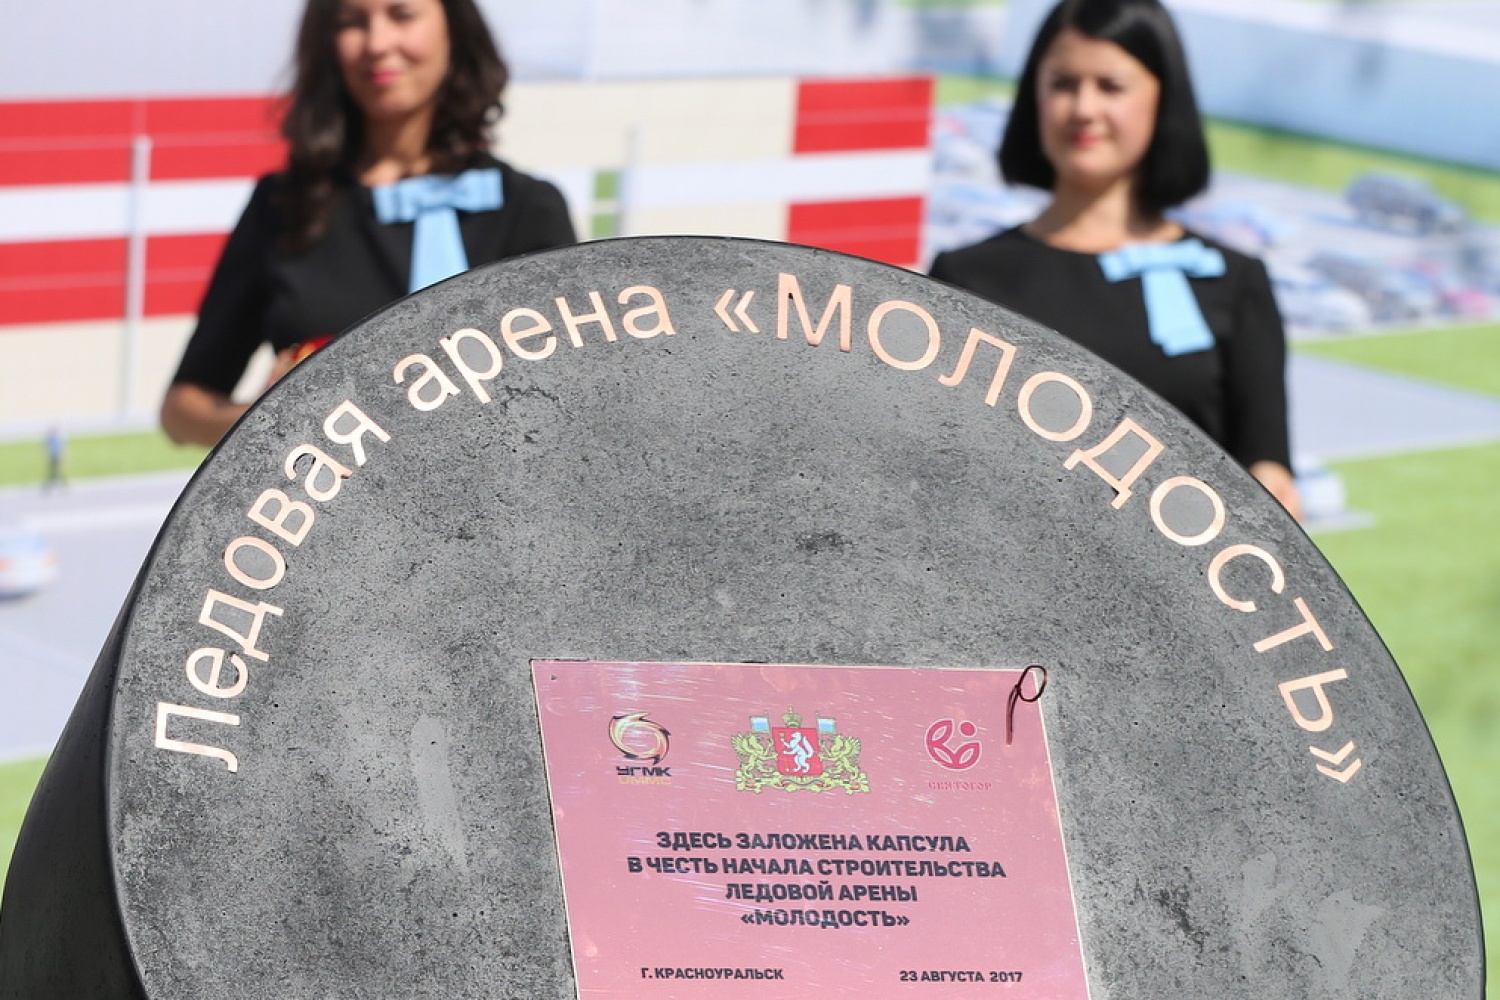 Ледовая арена «МОЛОДОСТЬ»
УГМК
СВЯТОГОР
ЗДЕСЬ ЗАЛОЖЕНА КАПСУЛА
В ЧЕСТЬ НАЧАЛА СТРОИТЕЛЬСТВА
ЛЕДОВОЙ АРЕНЫ
«МОЛОДОСТЬ»
Г. КРАСНОУРАЛЬСК 23 АВГУСТА 2017